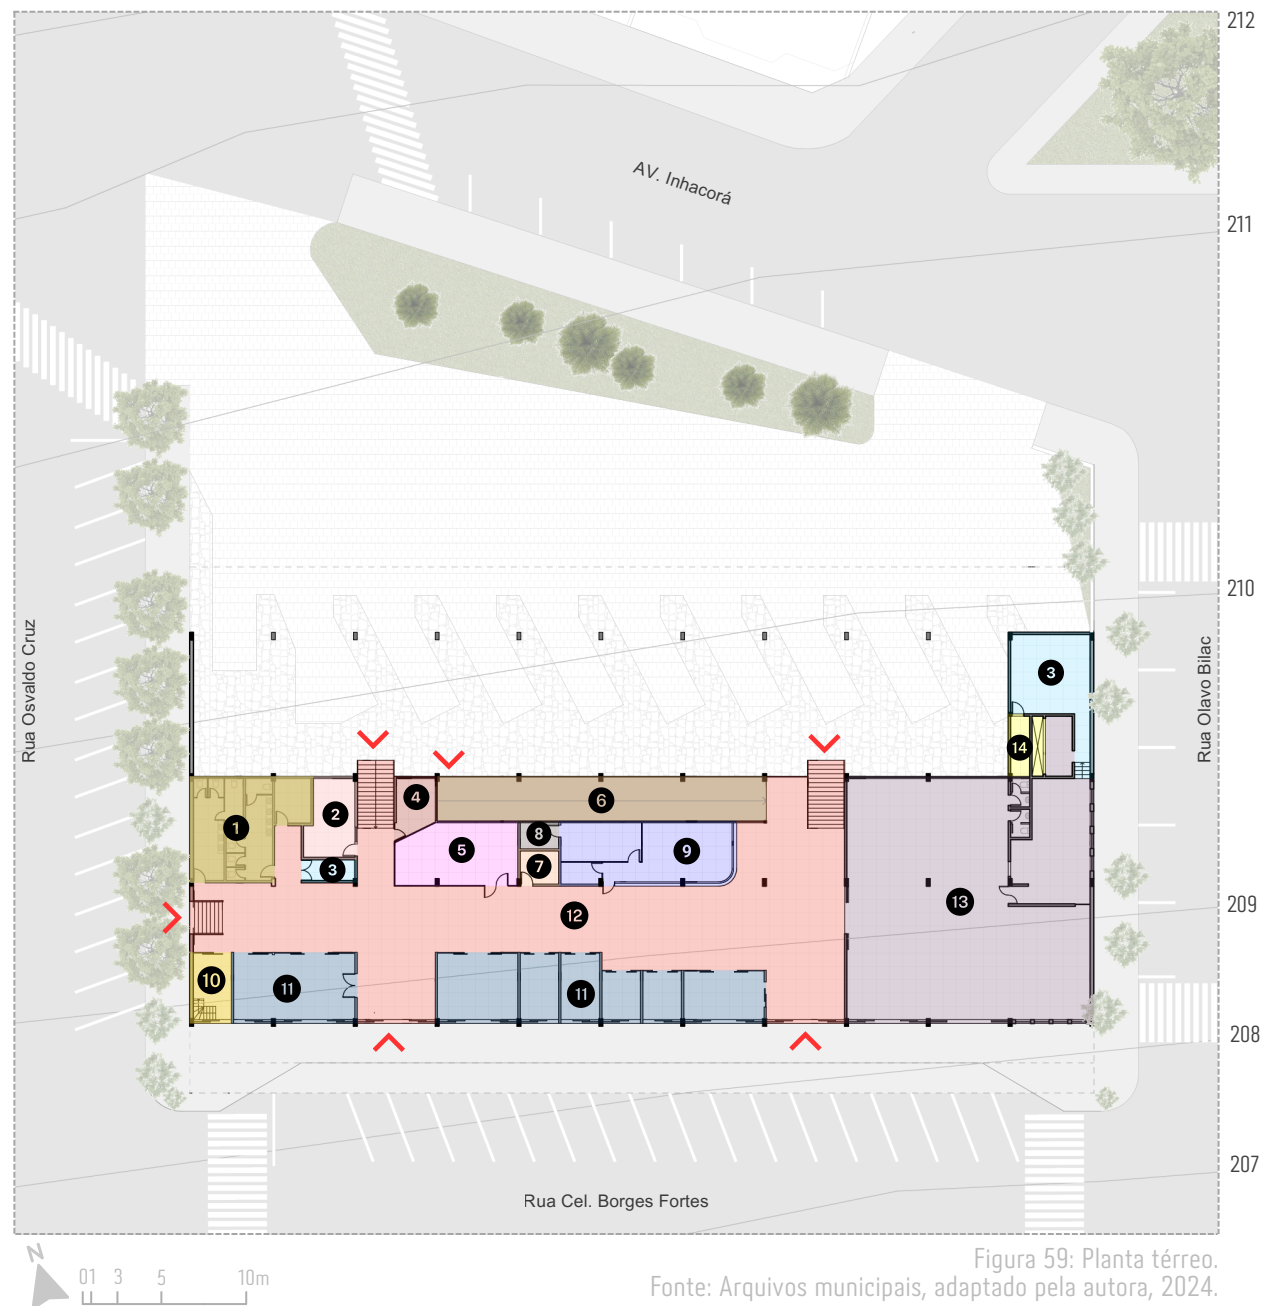 212
AV. Inhacorá
211
210
Rua Osvaldo Cruz
Rua Olavo Bilac
3
14
4
6
2
1
8
5
9
7
3
13
12
209
10
11
11
208
207
Rua Cel. Borges Fortes
N
01 3 5 10m
Figura 59: Planta térreo.
Fonte: Arquivos municipais, adaptado pela autora, 2024.